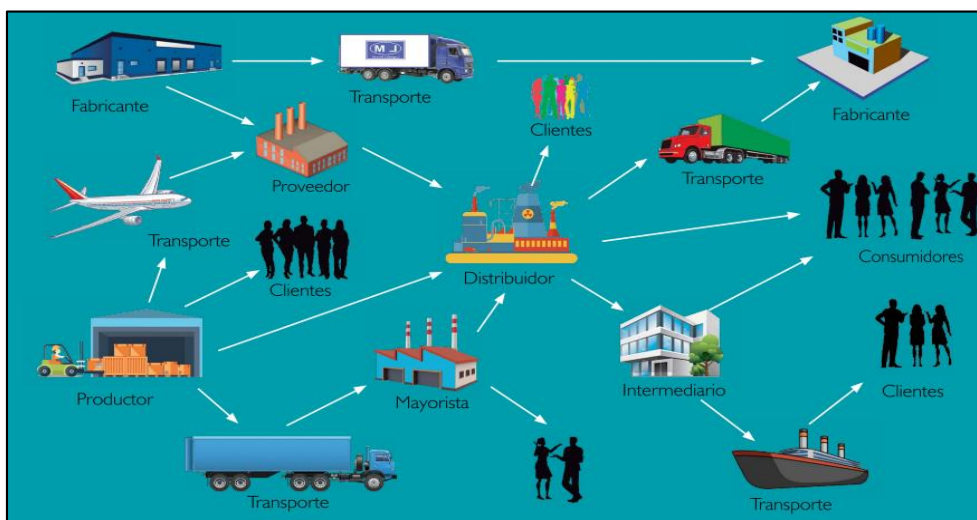 Fabricante
Transporte
Clientes
Fabricante
Proveedor
Transporte
Transporte
Clientes
Distribuidor
Consumidores
Productor
Mayorista
Intermediario
Clientes
Transporte
Transporte